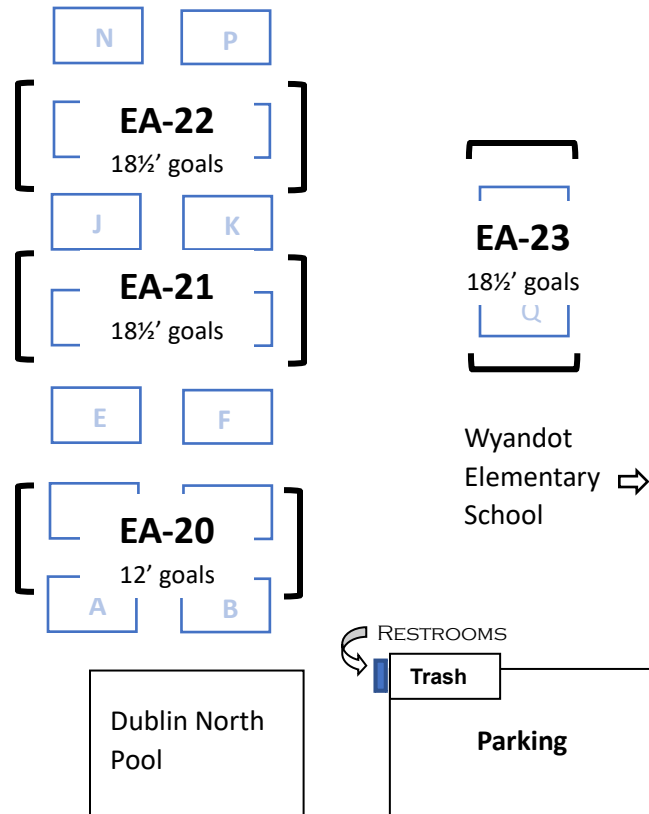 N
P
EA-22
18½’ goals
J
K
EA-21
18½’ goals
EA-23
18½’ goals
Q
E
F
Wyandot
Elementary
School
EA-20
12’ goals
A
B
RESTROOMS
Trash
Dublin North
Pool
Parking